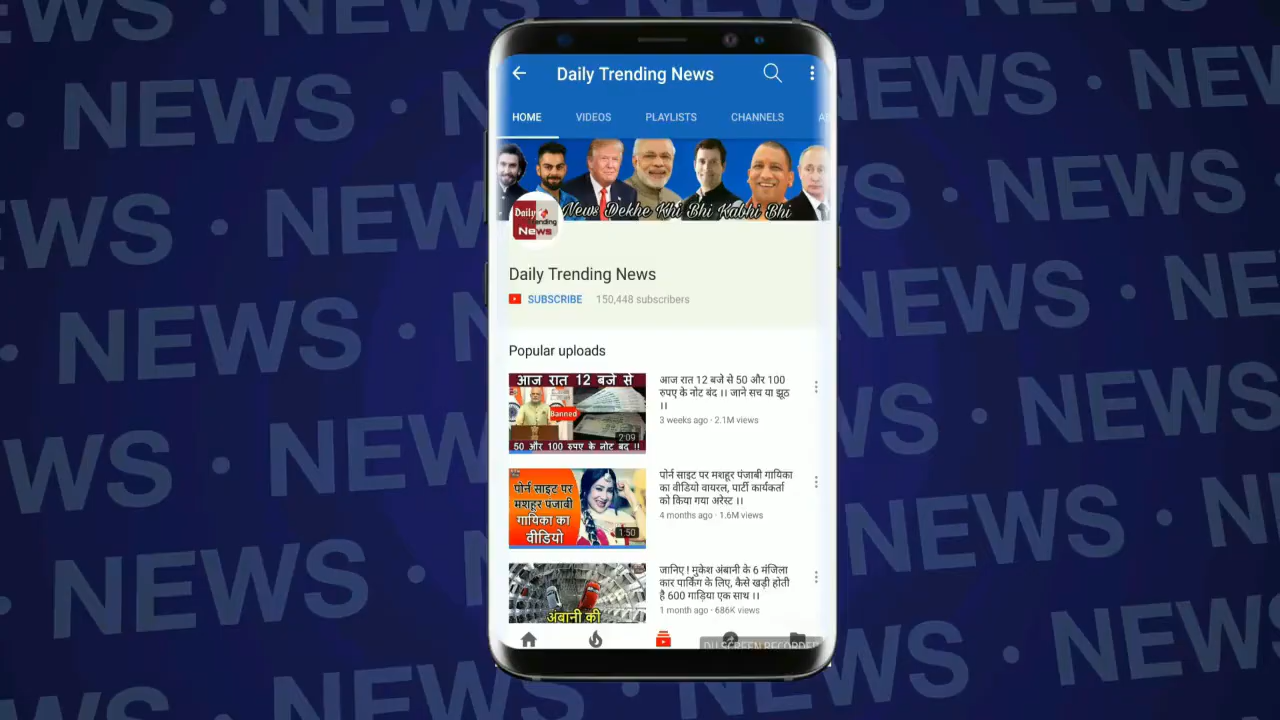 NEWS • NEWS • NEWS
Daily Trending News
HOME VIDEOS PLAYLISTS CHANNELS
Daily
Trending
News
News Dekhe Khi Bhi Kabhi Bhi
Daily Trending News
SUBSCRIBE 150,448 subscribers
Popular uploads
आज रात 12 बजे से
Banned
2:09
50 और 100 रुपए के नोट बंद !!
आज रात 12 बजे से 50 और 100
रुपए के नोट बंद ।। जाने सच या झूठ
।।
3 weeks ago · 2.1M views
पोर्न साइट पर
मशहूर पंजाबी
गायिका का
वीडियो
1:50
पोर्न साइट पर मशहूर पंजाबी गायिका
का वीडियो वायरल, पार्टी कार्यकर्ता
को किया गया अरेस्ट ।।
4 months ago · 1.6M views
अंबानी की
जानिए ! मुकेश अंबानी के 6 मंजिला
कार पार्किंग के लिए, कैसे खड़ी होती
है 600 गाड़िया एक साथ ।।
1 month ago · 686K views
DU SCREEN RECORDER